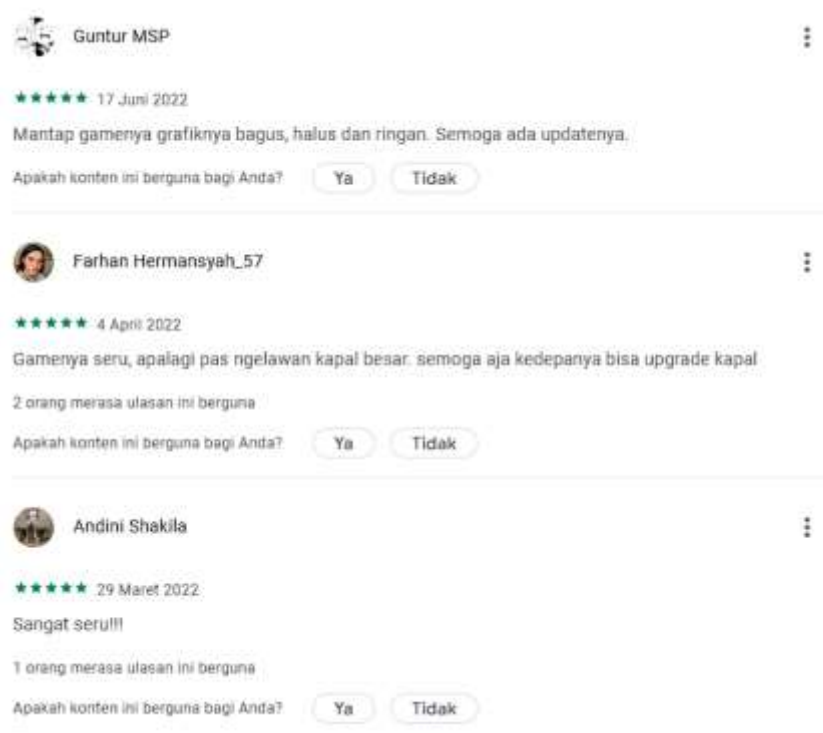 Guntur MSP
17 Juni 2022
Mantap gamenya grafiknya bagus, halus dan ringan. Semoga ada updatenya.
Apakah konten ini berguna bagi Anda? Ya Tidak
Farhan Hermansyah_57
4 April 2022
Gamenya seru, apalagi pas ngelawan kapal besar. semoga aja kedepanya bisa upgrade kapal
2 orang merasa ulasan ini berguna
Apakah konten ini berguna bagi Anda? Ya Tidak
Andini Shakila
29 Maret 2022
Sangat seru!!!
1 orang merasa ulasan ini berguna
Apakah konten ini berguna bagi Anda? Ya Tidak